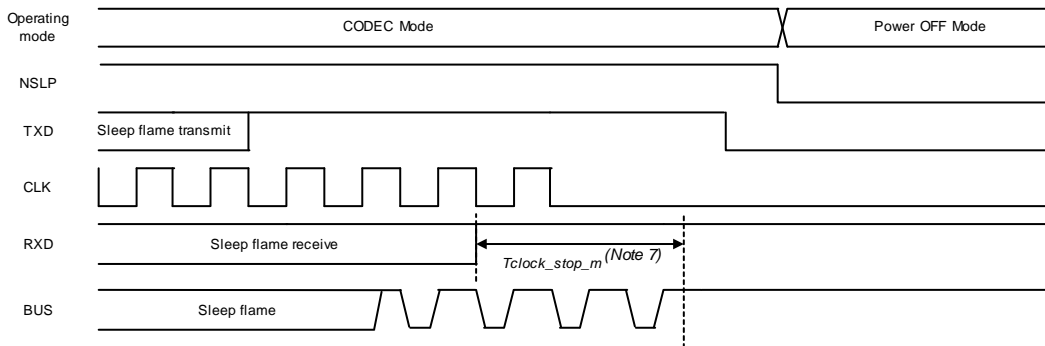 Operating
mode
CODEC Mode
Power OFF Mode
NSLP
TXD
Sleep flame transmit
CLK
RXD
Sleep flame receive
Tclock_stop_m (Note 7)
BUS
Sleep flame